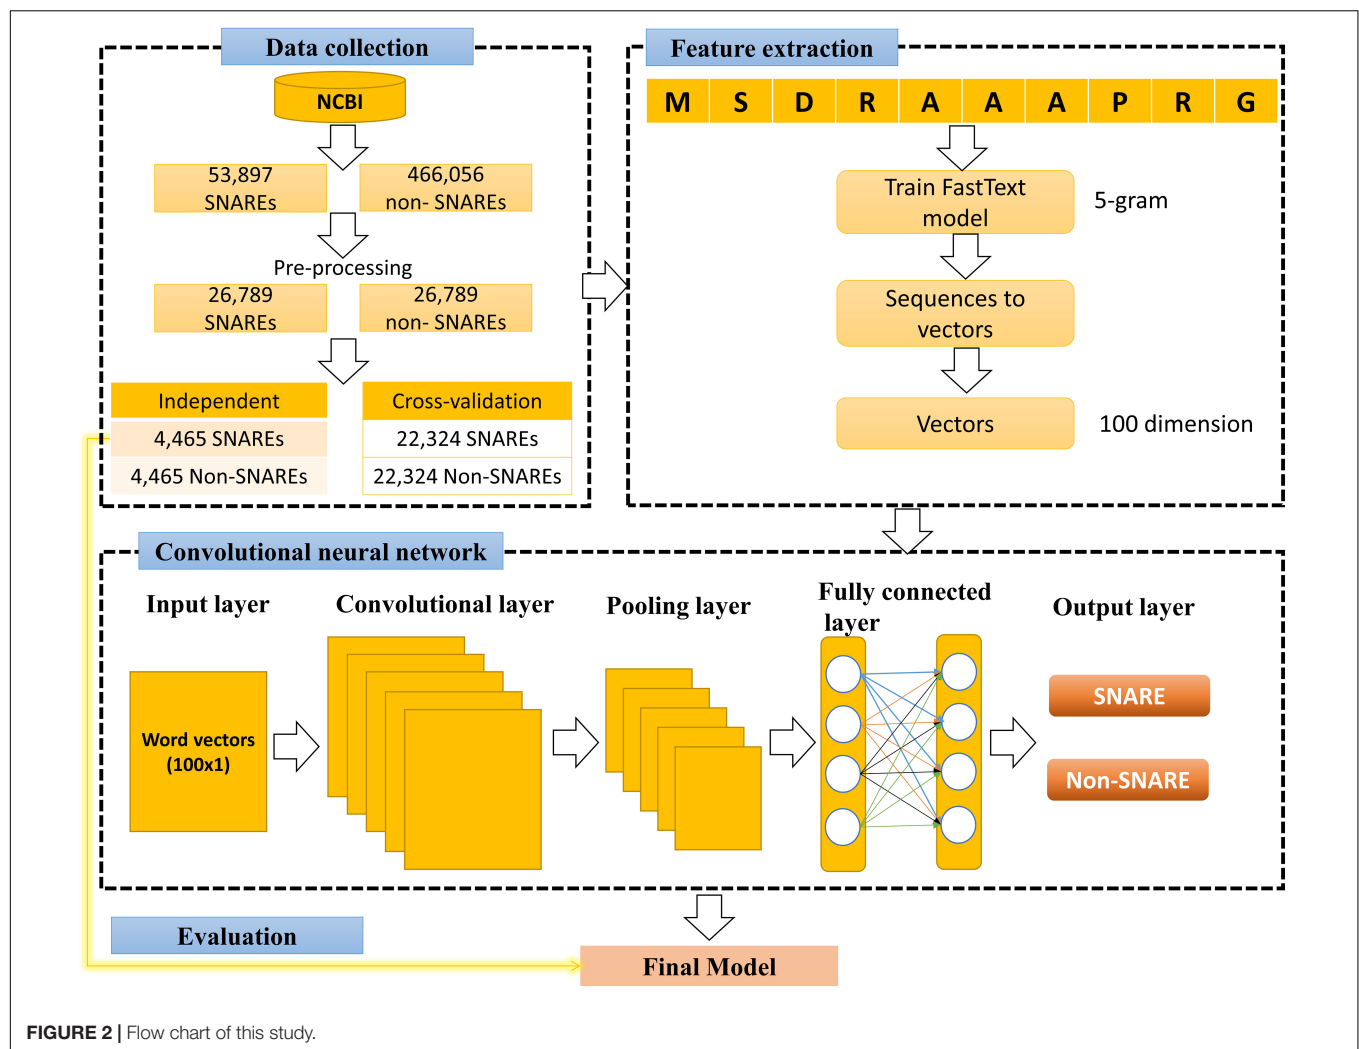 Data collection
NCBI
53,897
SNAREs
466,056
non- SNAREs
Pre-processing
26,789
SNAREs
26,789
non- SNAREs
Independent
4,465 SNAREs
4,465 Non-SNAREs
Cross-validation
22,324 SNAREs
22,324 Non-SNAREs
Feature extraction
M S D R A A A P R G
Train FastText
model
5-gram
Sequences to
vectors
Vectors
100 dimension
Convolutional neural network
Input layer
Word vectors
(100x1)
Convolutional layer
Pooling layer
Fully connected
layer
Output layer
SNARE
Non-SNARE
Evaluation
Final Model
FIGURE 2 | Flow chart of this study.